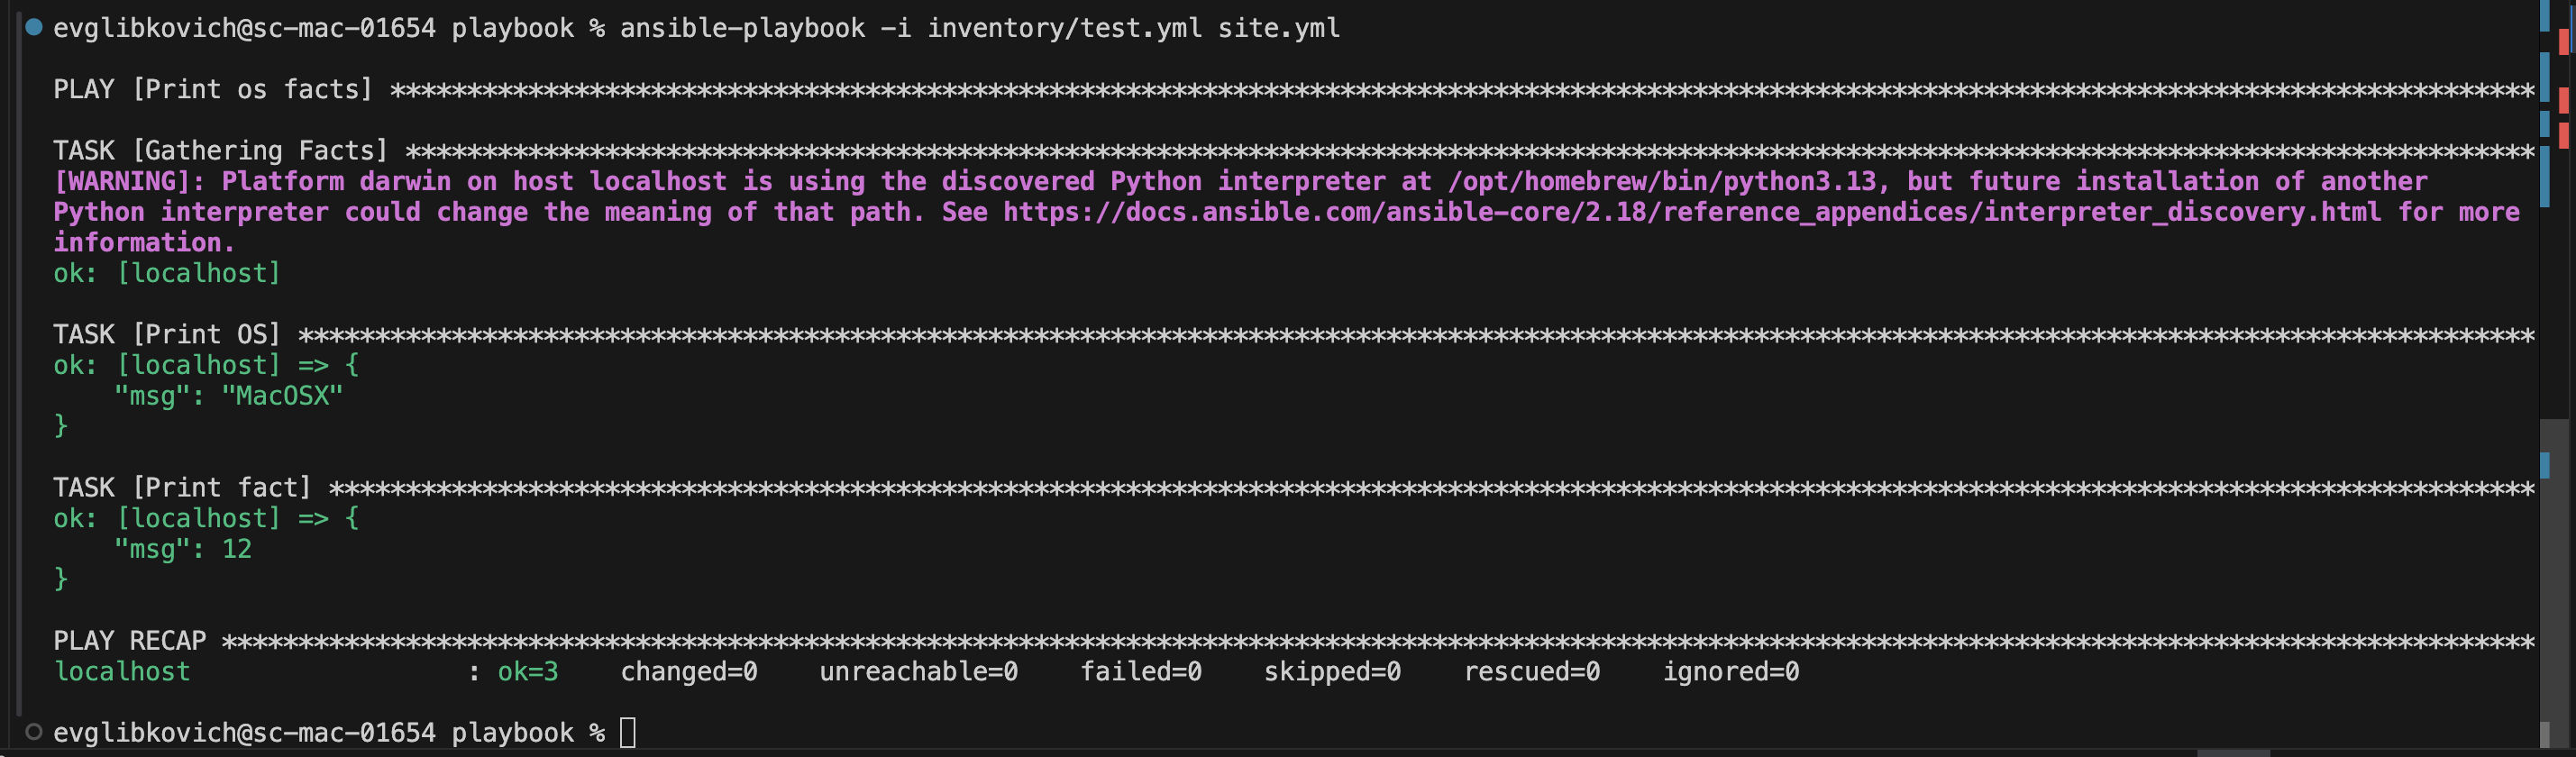 evglibkovich@sc-mac-01654 playbook % ansible-playbook -i inventory/test.yml site.yml
PLAY [Print os facts] ********************************************************************************************************************************************
TASK [Gathering Facts] *******************************************************************************************************************************************
[WARNING]: Platform darwin on host localhost is using the discovered Python interpreter at /opt/homebrew/bin/python3.13, but future installation of another
Python interpreter could change the meaning of that path. See https://docs.ansible.com/ansible-core/2.18/reference_appendices/interpreter_discovery.html for more
information.
ok: [localhost]
TASK [Print OS] **************************************************************************************************************************************************
ok: [localhost] => {
    "msg": "MacOSX"
}
TASK [Print fact] ************************************************************************************************************************************************
ok: [localhost] => {
    "msg": 12
}
PLAY RECAP *******************************************************************************************************************************************************
localhost                  : ok=3    changed=0    unreachable=0    failed=0    skipped=0    rescued=0    ignored=0
evglibkovich@sc-mac-01654 playbook %